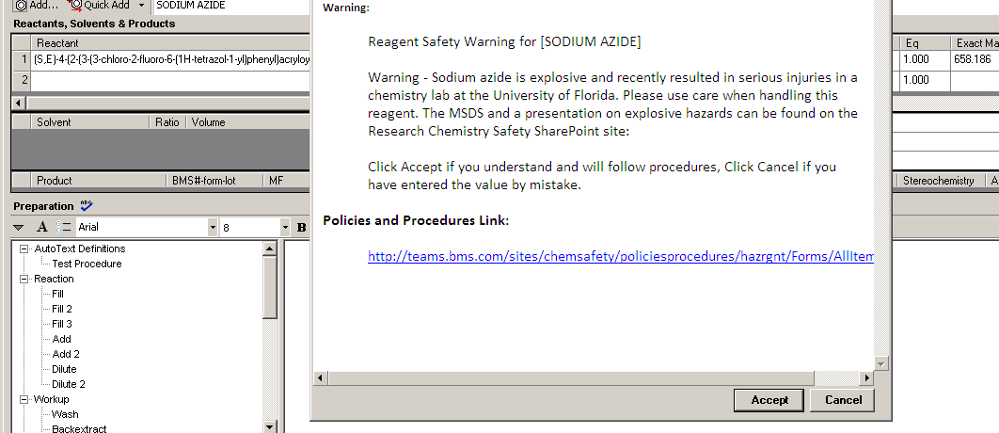 Add... Quick Add SODIUM AZIDE
Reactants, Solvents & Products
Reactant
1 (S,E)-4-(2-(3-(3-chloro-2-fluoro-6-(1H-tetrazol-1-yl)phenyl)acryloy
2
Solvent Ratio Volume
Product BMS#-form-lot MF
Preparation
Arial 8 B
AutoText Definitions
Test Procedure
Reaction
Fill
Fill 2
Fill 3
Add
Add 2
Dilute
Dilute 2
Workup
Wash
Backextract
Warning:
Reagent Safety Warning for [SODIUM AZIDE]
Warning - Sodium azide is explosive and recently resulted in serious injuries in a
chemistry lab at the University of Florida. Please use care when handling this
reagent. The MSDS and a presentation on explosive hazards can be found on the
Research Chemistry Safety SharePoint site:
Click Accept if you understand and will follow procedures, Click Cancel if you
have entered the value by mistake.
Policies and Procedures Link:
http://teams.bms.com/sites/chemsafety/policiesprocedures/hazrgnt/Forms/AllItem
Accept Cancel
Eq Exact Ma
1.000 658.186
1.000
Stereochemistry A